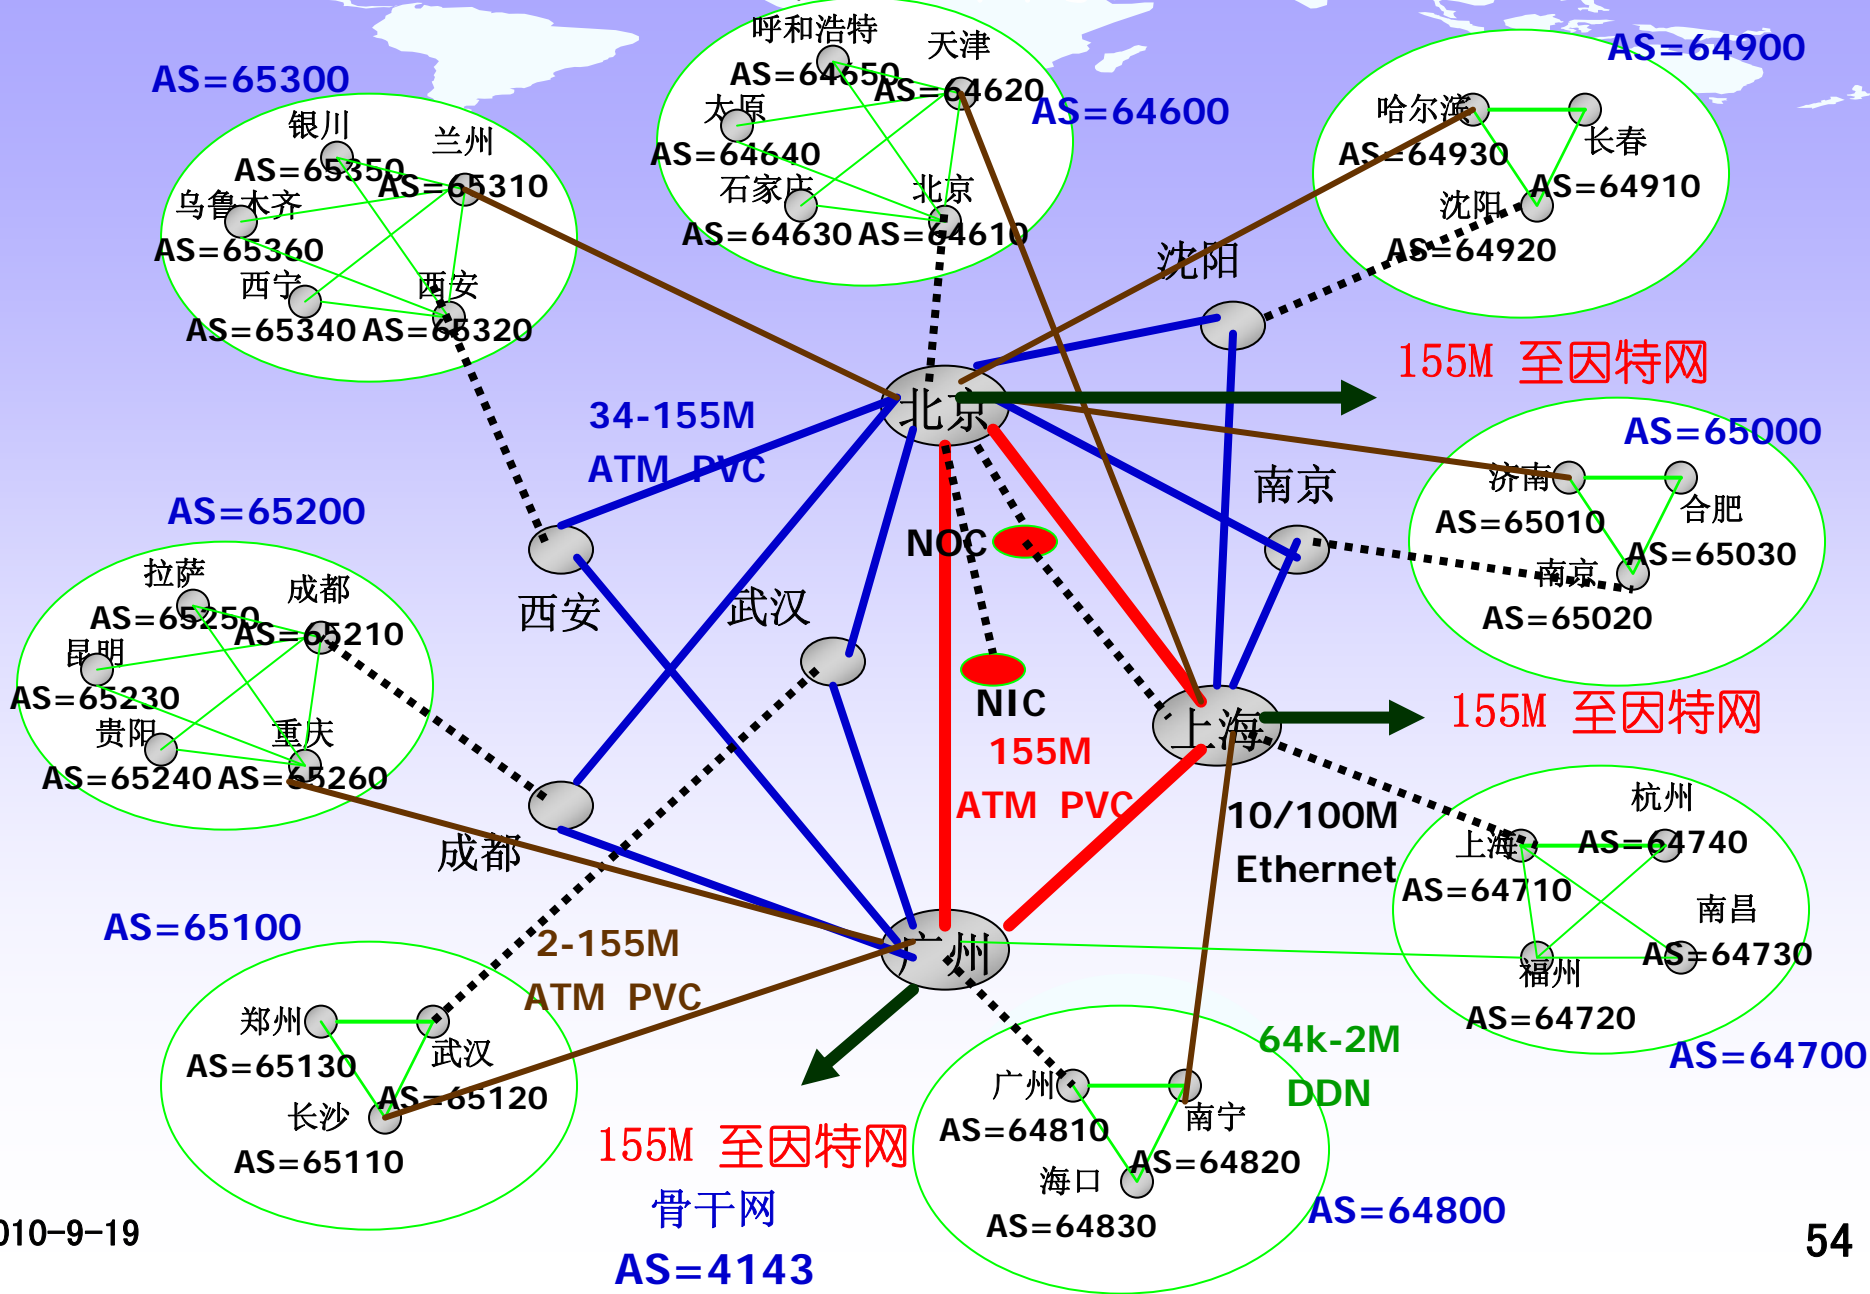 呼和浩特
天津
AS=64650
AS=64620
太原
AS=64640
石家庄
北京
AS=64630
AS=64610
AS=64600
AS=64900
哈尔滨
AS=64930
长春
AS=64910
沈阳
AS=64920
AS=65300
银川
兰州
AS=65350
AS=65310
乌鲁木齐
AS=65360
西宁
西安
AS=65340
AS=65320
沈阳
155M 至因特网
北京
34-155M
ATM PVC
AS=65000
济南
AS=65010
合肥
AS=65030
南京
AS=65020
南京
AS=65200
拉萨
成都
AS=65250
AS=65210
昆明
AS=65230
贵阳
重庆
AS=65240
AS=65260
西安
武汉
NOC
NIC
155M
ATM PVC
上海
155M 至因特网
10/100M
Ethernet
杭州
上海
AS=64740
AS=64710
南昌
AS=64730
福州
AS=64720
AS=64700
成都
AS=65100
2-155M
ATM PVC
广州
郑州
AS=65130
武汉
AS=65120
长沙
AS=65110
64k-2M
DDN
广州
AS=64810
南宁
AS=64820
海口
AS=64830
AS=64800
155M 至因特网
骨干网
AS=4143
010-9-19
54